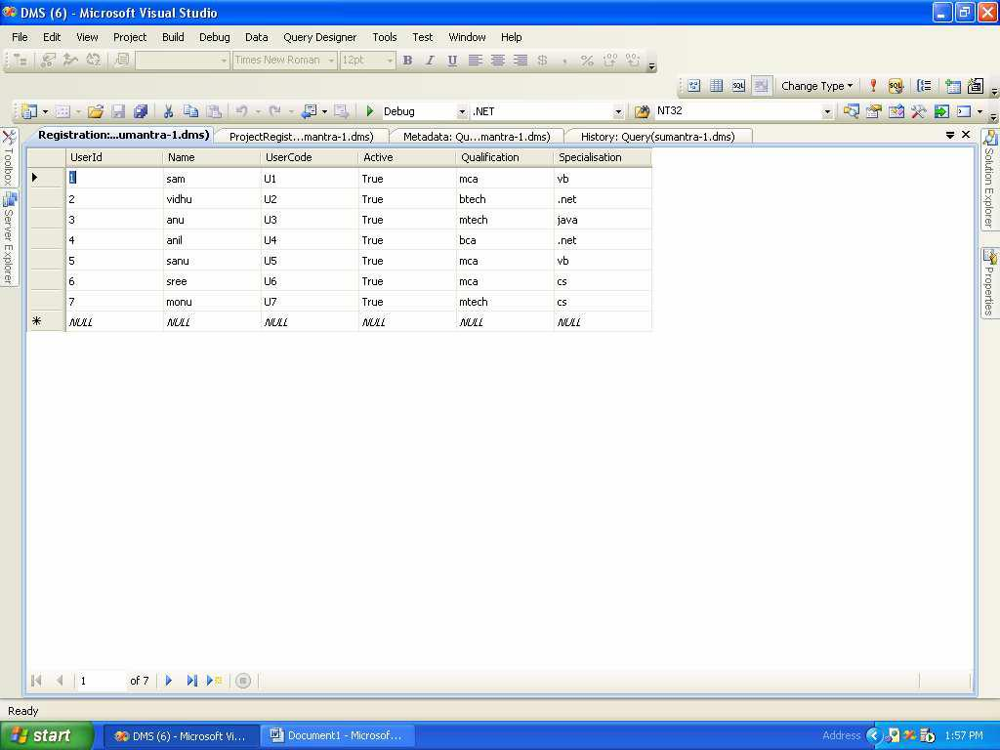 DMS (6) - Microsoft Visual Studio
File Edit View Project Build Debug Data Query Designer Tools Test Window Help
Times New Roman 12pt B I U $ , %
SQL Change Type ! SQL
Debug .NET NT32
Registration:...umantra-1.dms) ProjectRegist...mantra-1.dms) Metadata: Qu...mantra-1.dms) History: Query(sumantra-1.dms)
Toolbox
Server Explorer
UserId Name UserCode Active Qualification Specialisation
1 sam U1 True mca vb
2 vidhu U2 True btech .net
3 anu U3 True mtech java
4 anil U4 True bca .net
5 sanu U5 True mca vb
6 sree U6 True mca cs
7 monu U7 True mtech cs
NULL NULL NULL NULL NULL NULL
Solution Explorer
Properties
1 of 7
Ready
start DMS (6) - Microsoft Vi... Document1 - Microsof... Address 1:57 PM